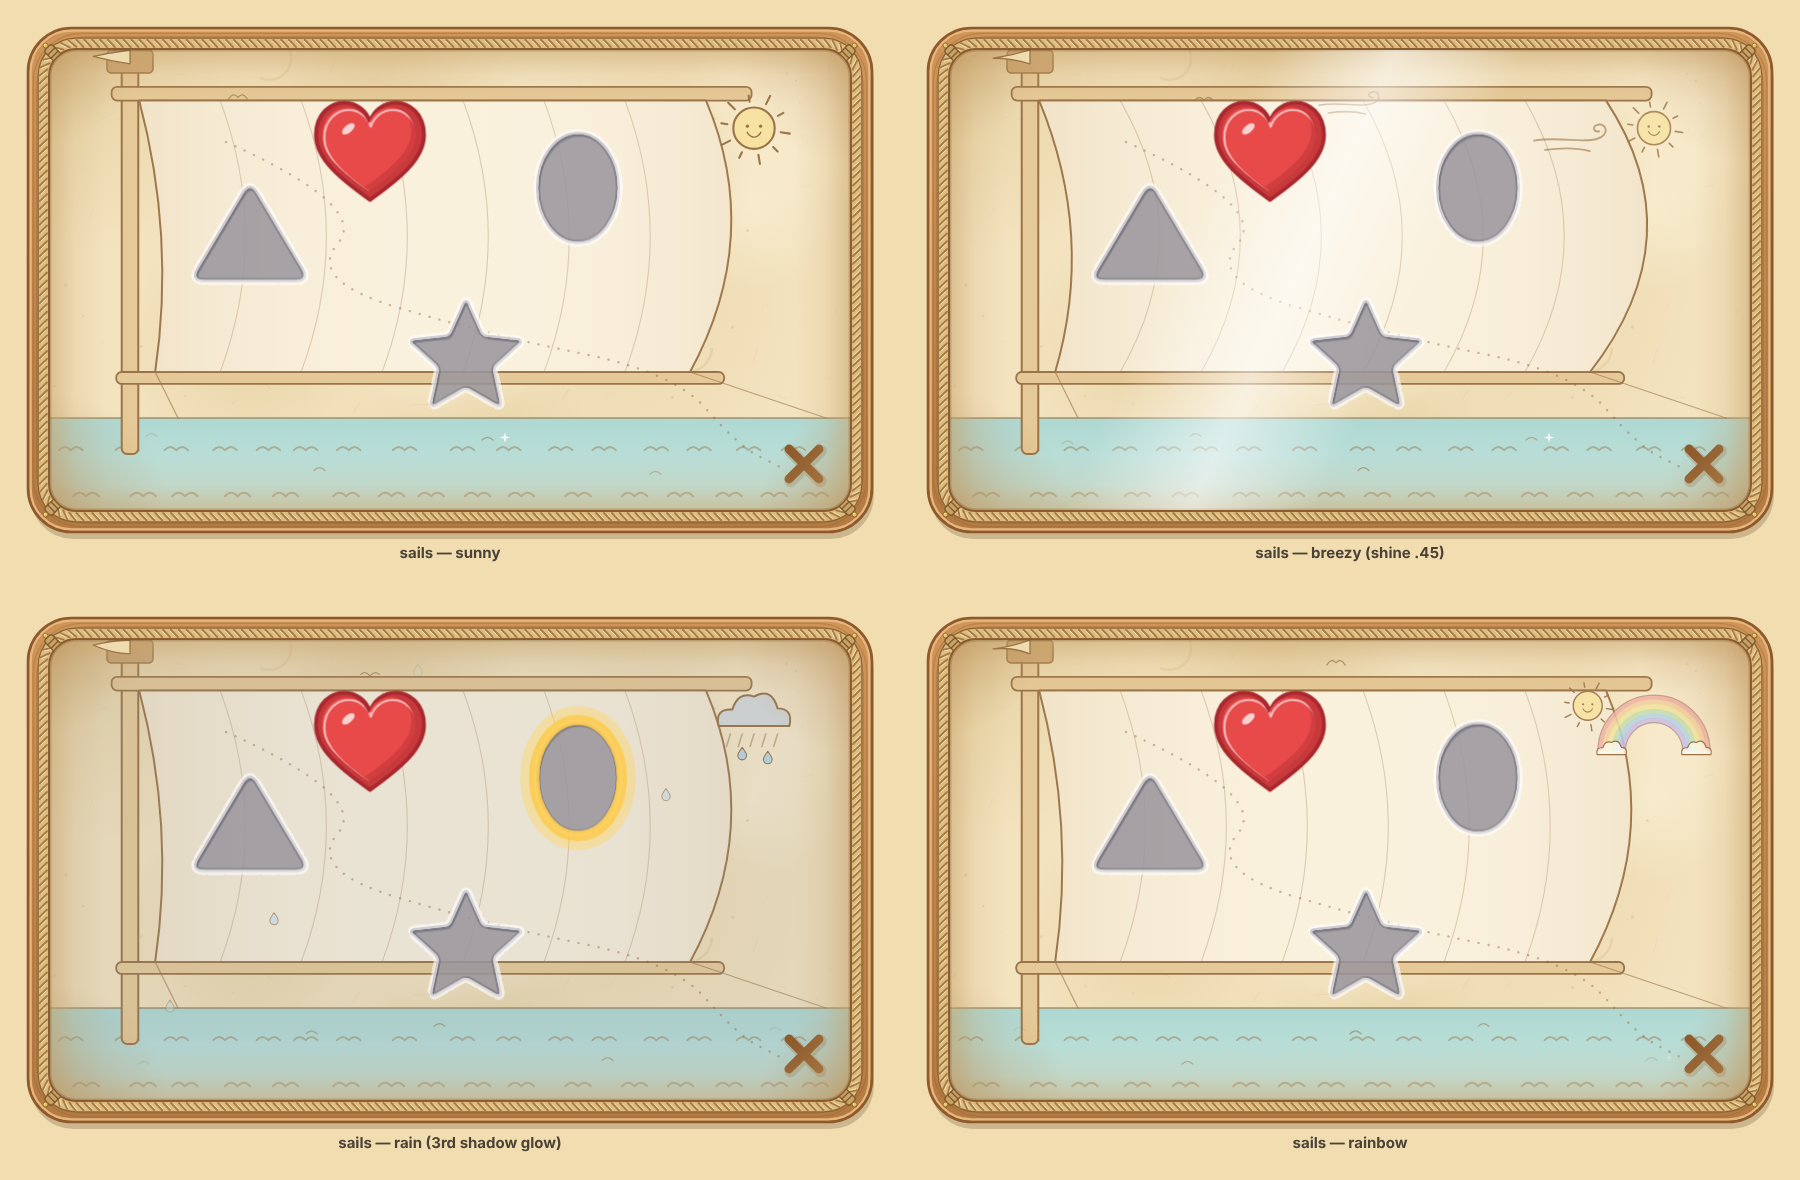 sails — sunny
sails — breezy (shine .45)
sails — rain (3rd shadow glow)
sails — rainbow